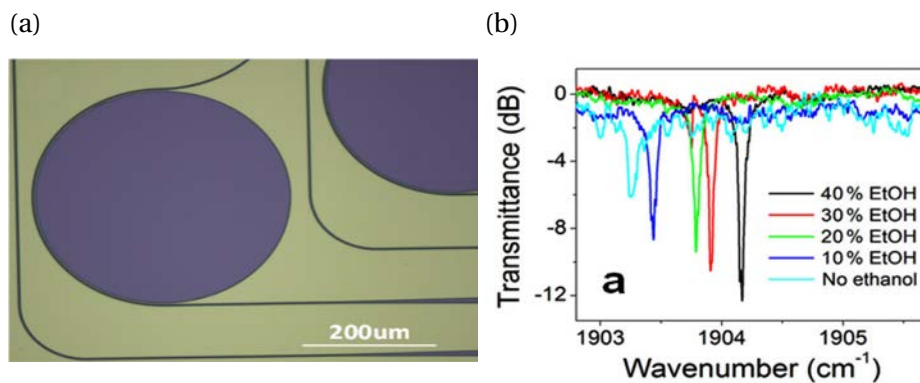 (a)
(b)
200um
Transmittance (dB)
0
-4
-8
-12
40 % EtOH
30 % EtOH
20 % EtOH
10 % EtOH
No ethanol
a
1903
1904
1905
Wavenumber (cm⁻¹)